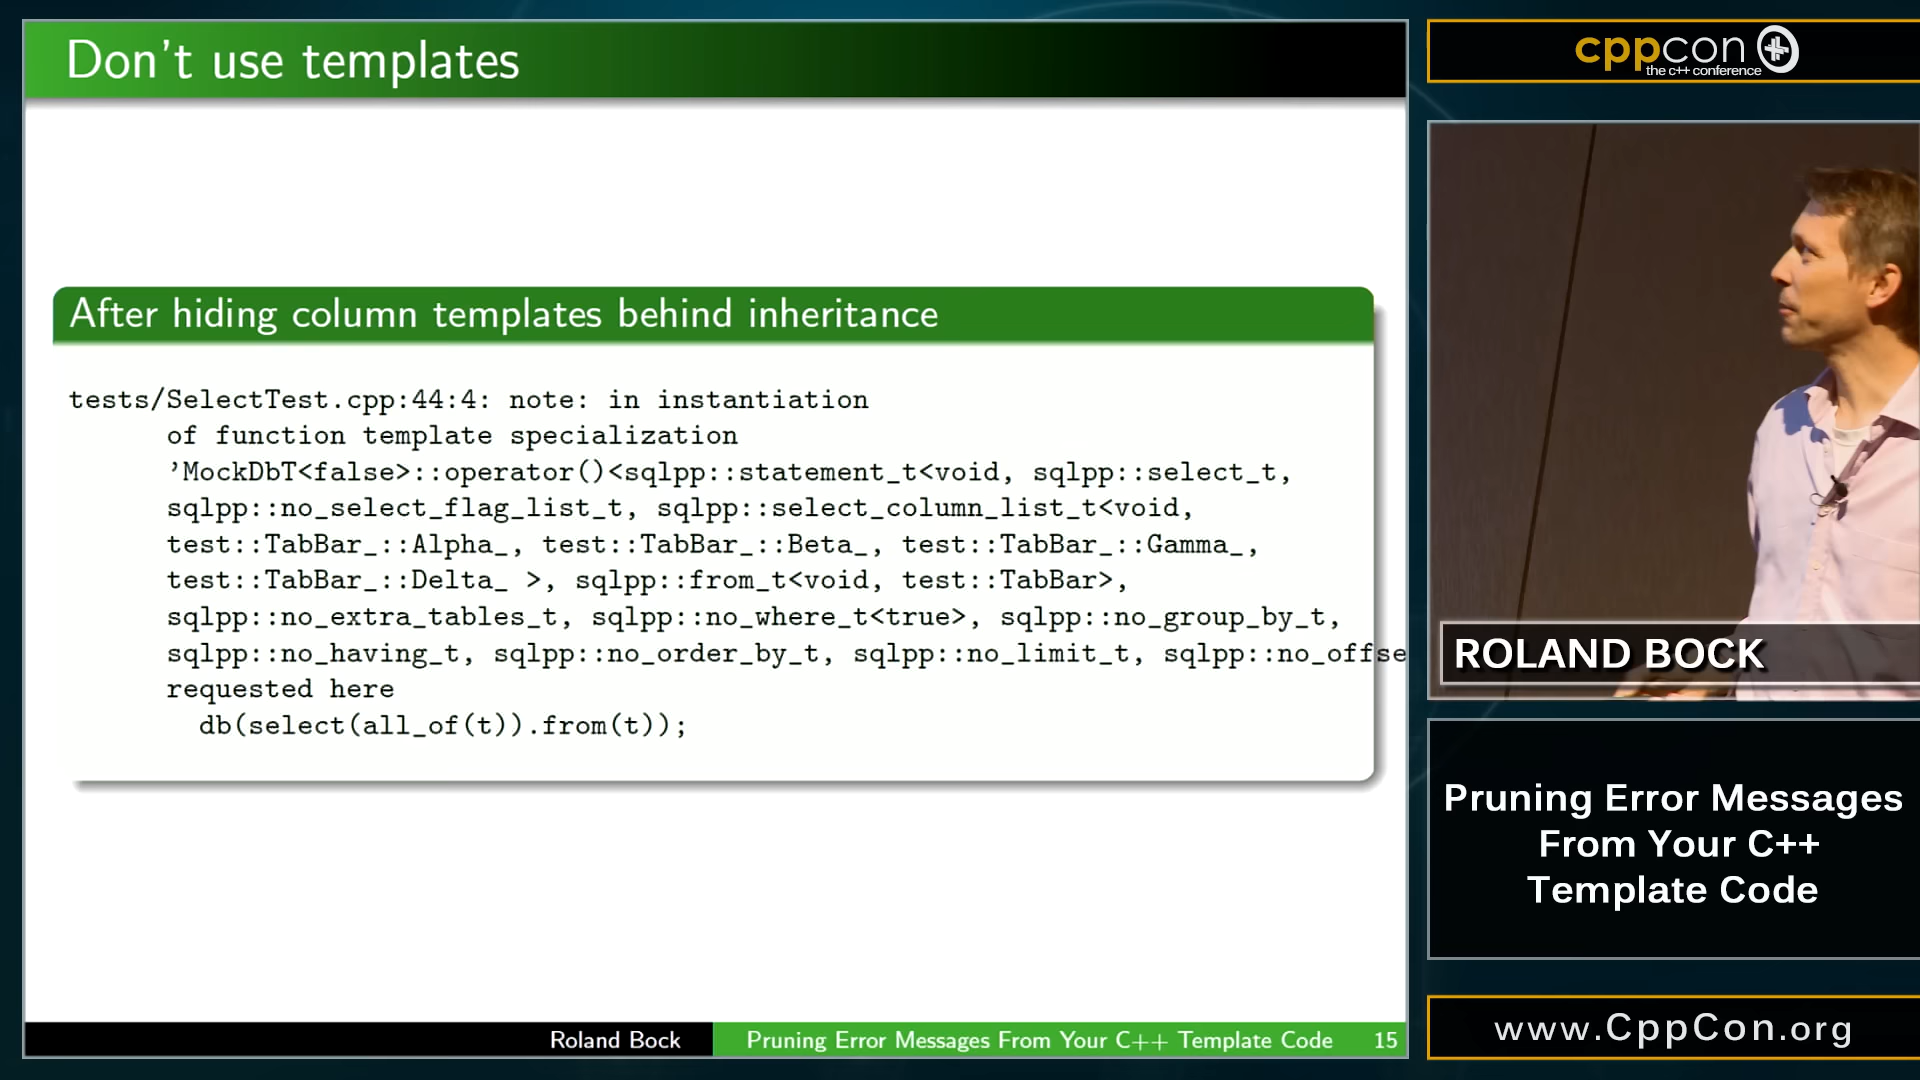 Don't use templates
After hiding column templates behind inheritance
tests/SelectTest.cpp:44:4: note: in instantiation
of function template specialization
'MockDbT<false>::operator()<sqlpp::statement_t<void, sqlpp::select_t,
sqlpp::no_select_flag_list_t, sqlpp::select_column_list_t<void,
test::TabBar_::Alpha_, test::TabBar_::Beta_, test::TabBar_::Gamma_,
test::TabBar_::Delta_ >, sqlpp::from_t<void, test::TabBar>,
sqlpp::no_extra_tables_t, sqlpp::no_where_t<true>, sqlpp::no_group_by_t,
sqlpp::no_having_t, sqlpp::no_order_by_t, sqlpp::no_limit_t, sqlpp::no_offse
requested here
db(select(all_of(t)).from(t));
Roland Bock
Pruning Error Messages From Your C++ Template Code
15
cppcon
the c++ conference
ROLAND BOCK
Pruning Error Messages
From Your C++
Template Code
www.CppCon.org